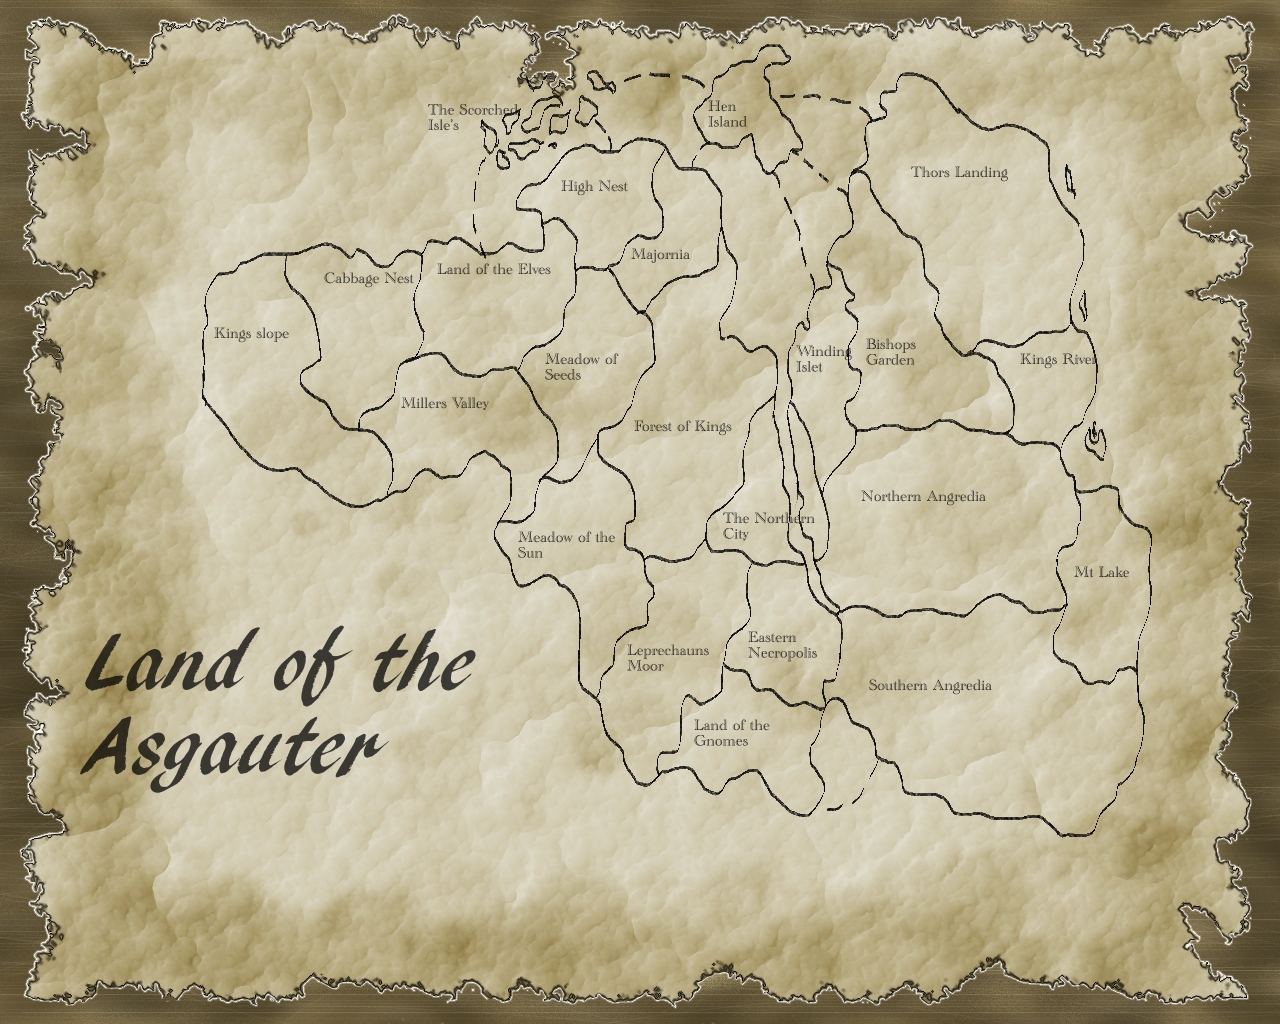 The Scorched
Isle's
Hen
Island
Thors Landing
High Nest
Majornia
Land of the Elves
Cabbage Nest
Kings slope
Winding
Islet
Bishops
Garden
Kings River
Meadow of
Seeds
Millers Valley
Forest of Kings
Northern Angredia
The Northern
City
Meadow of the
Sun
Mt Lake
Leprechauns
Moor
Eastern
Necropolis
Southern Angredia
Land of the
Gnomes
Land of the
Asgauter